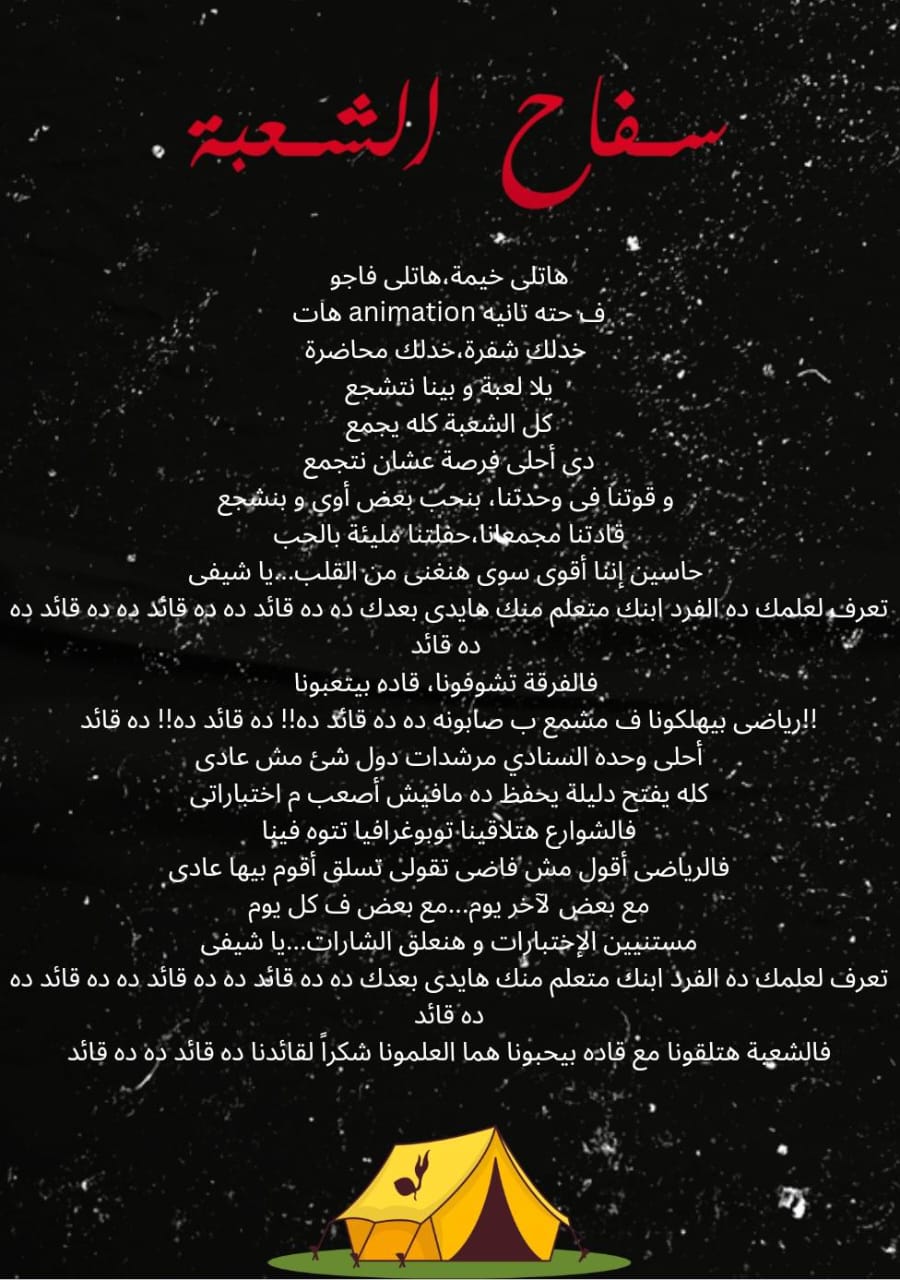 سفاح الشعبة
هاتلى خيمة،هاتلى فاجو
ف حته تانيه animation هات
خدلك شفرة،خدلك محاضرة
يلا لعبة و بينا نتشجع
كل الشعبة كله يجمع
دي أحلى فرصة عشان نتجمع
و قوتنا فى وحدتنا، بنحب بعض أوى و بنشجع
قادتنا مجمعانا،حفلتنا مليئة بالحب
حاسين إننا أقوى سوى هنغنى من القلب...يا شيفى
تعرف لعلمك ده الفرد ابنك متعلم منك هايدى بعدك ده ده قائد ده ده قائد ده ده قائد ده
ده قائد
فالفرقة تشوفونا، قاده بيتعبونا
!!رياضى بيهلكونا ف مشمع ب صابونه ده ده قائد ده!! ده قائد ده!! ده قائد
أحلى وحده السنادي مرشدات دول شئ مش عادى
كله يفتح دليلة يحفظ ده مافيش أصعب م اختباراتى
فالشوارع هتلاقينا توبوغرافيا تتوه فينا
فالرياضى أقول مش فاضى تقولى تسلق أقوم بيها عادى
مع بعض لآخر يوم...مع بعض ف كل يوم
مستنيين الإختبارات و هنعلق الشارات...يا شيفى
تعرف لعلمك ده الفرد ابنك متعلم منك هايدى بعدك ده ده قائد ده ده قائد ده ده قائد ده
ده قائد
فالشعبة هتلقونا مع قاده بيحبونا هما العلمونا شكراً لقائدنا ده قائد ده ده قائد